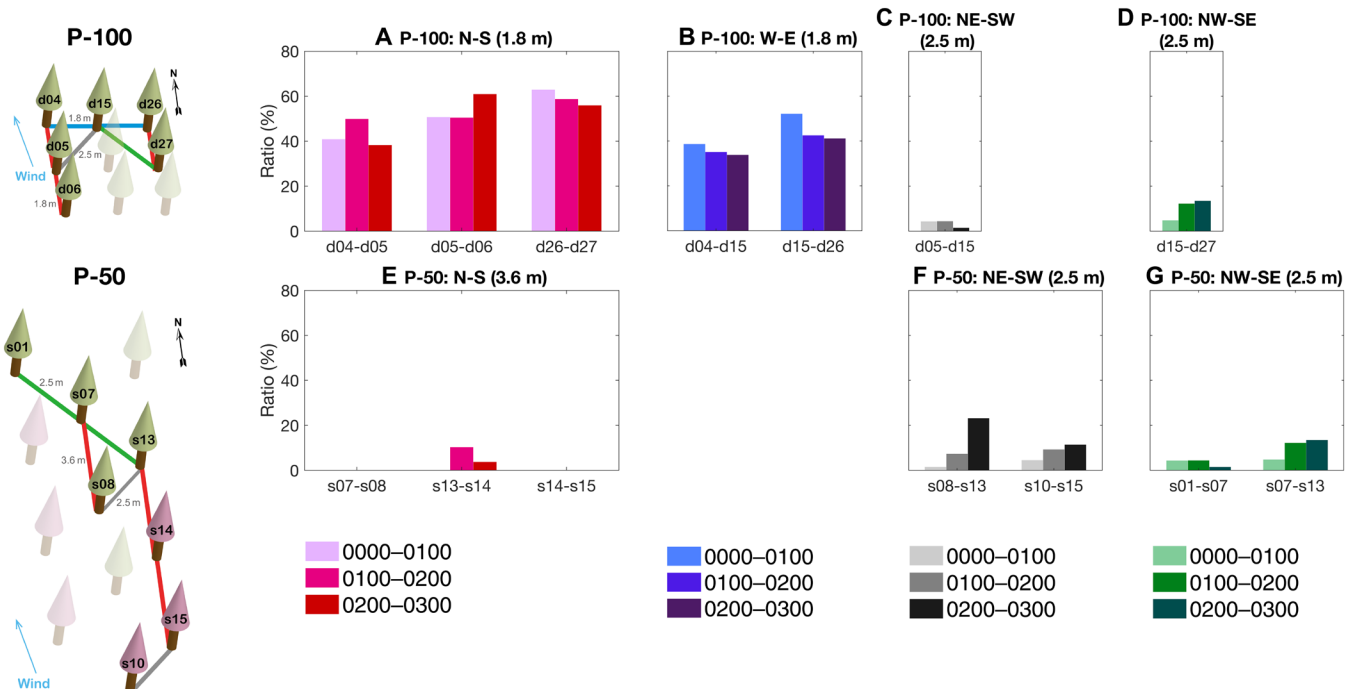 P-100
N
d04
d15
d26
1.8 m
d05
d27
2.5 m
Wind
d06
1.8 m
A P-100: N-S (1.8 m)
80
60
40
20
0
Ratio (%)
d04-d05
d05-d06
d26-d27
B P-100: W-E (1.8 m)
d04-d15
d15-d26
C P-100: NE-SW
(2.5 m)
d05-d15
D P-100: NW-SE
(2.5 m)
d15-d27
P-50
N
s01
2.5 m
s07
s13
3.6 m
s08
2.5 m
s14
s15
s10
Wind
E P-50: N-S (3.6 m)
80
60
40
20
0
Ratio (%)
s07-s08
s13-s14
s14-s15
F P-50: NE-SW (2.5 m)
s08-s13
s10-s15
G P-50: NW-SE (2.5 m)
s01-s07
s07-s13
0000–0100
0100–0200
0200–0300
0000–0100
0100–0200
0200–0300
0000–0100
0100–0200
0200–0300
0000–0100
0100–0200
0200–0300